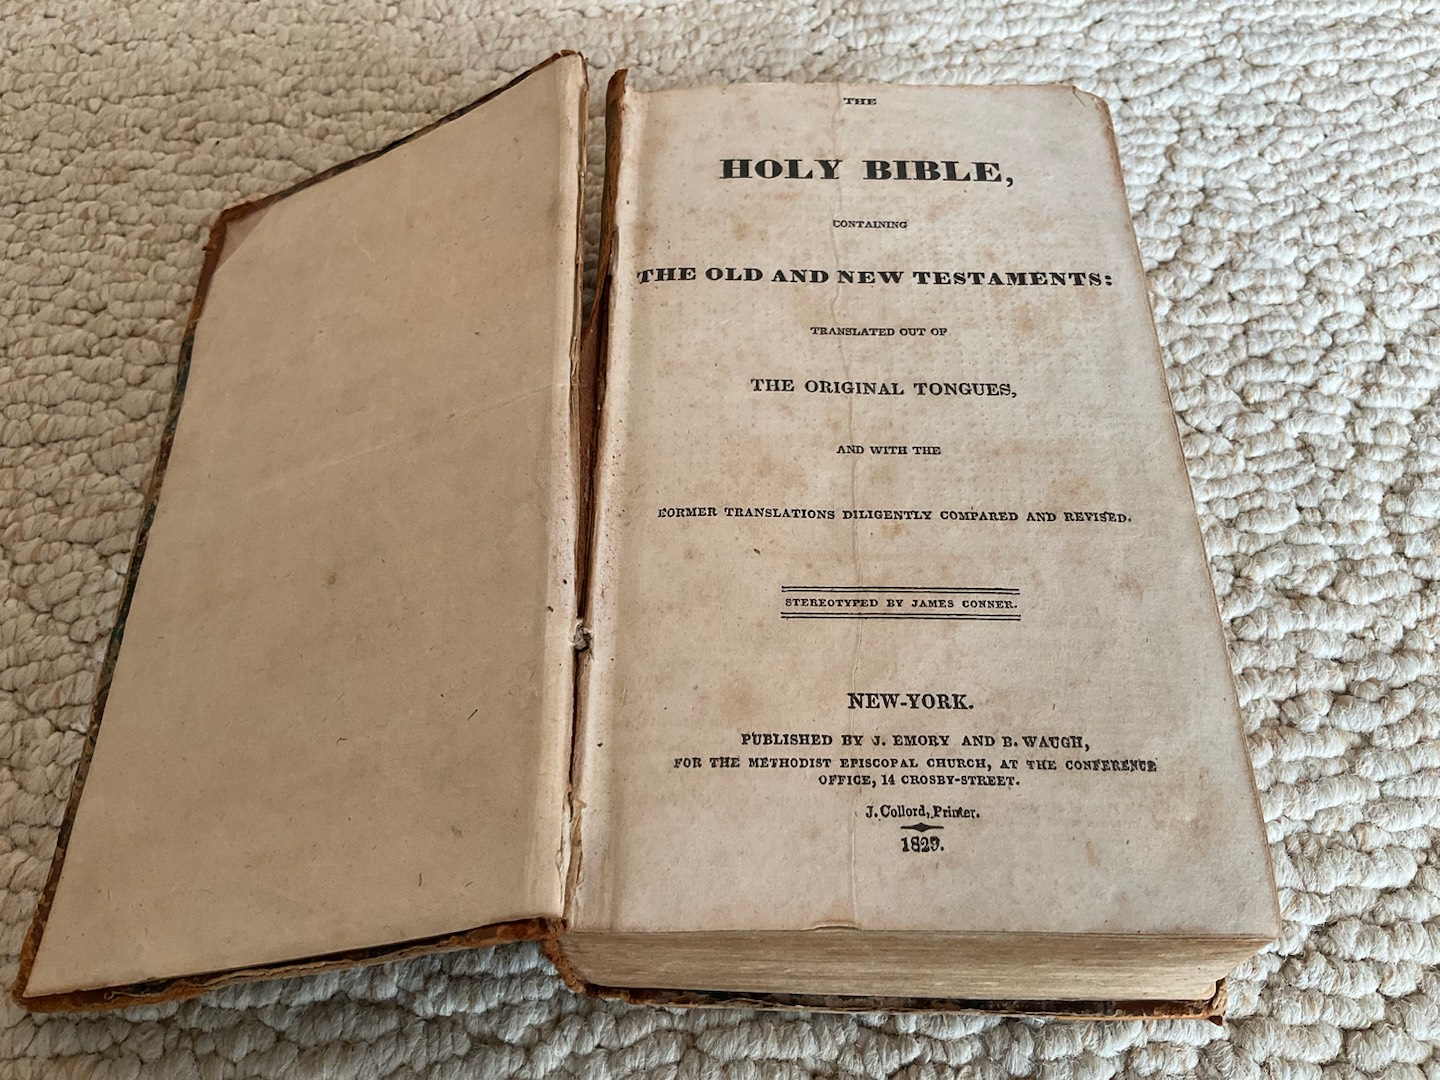 THE
HOLY BIBLE,
CONTAINING
THE OLD AND NEW TESTAMENTS:
TRANSLATED OUT OF
THE ORIGINAL TONGUES,
AND WITH THE
FORMER TRANSLATIONS DILIGENTLY COMPARED AND REVISED.
STEREOTYPED BY JAMES CONNER.
NEW-YORK.
PUBLISHED BY J. EMORY AND B. WAUGH,
FOR THE METHODIST EPISCOPAL CHURCH, AT THE CONFERENCE
OFFICE, 14 CROSBY-STREET.
J. Collord, Printer.
1829.